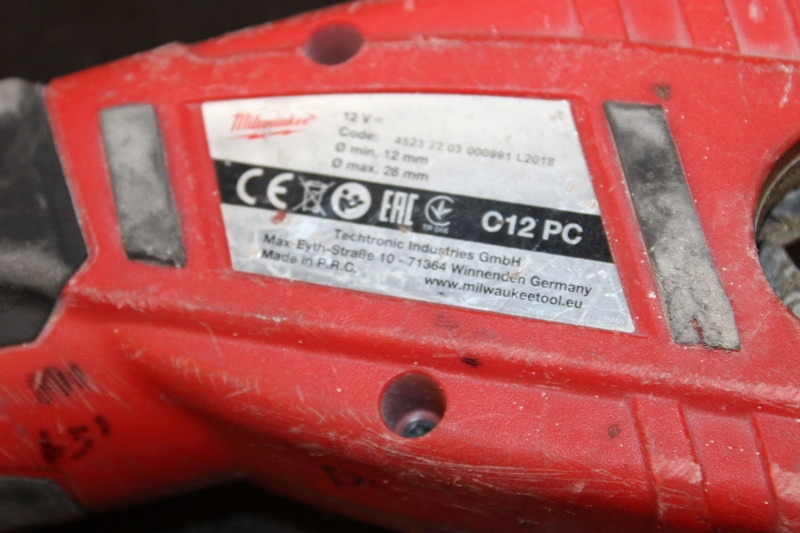 Milwaukee
12 V
Code: 4523 22 03 000991 L2018
Ø min. 12 mm
Ø max. 28 mm
CE EAC C12 PC
Techtronic Industries GmbH
Max-Eyth-Straße 10 - 71364 Winnenden Germany
Made in P.R.C.
www.milwaukeetool.eu